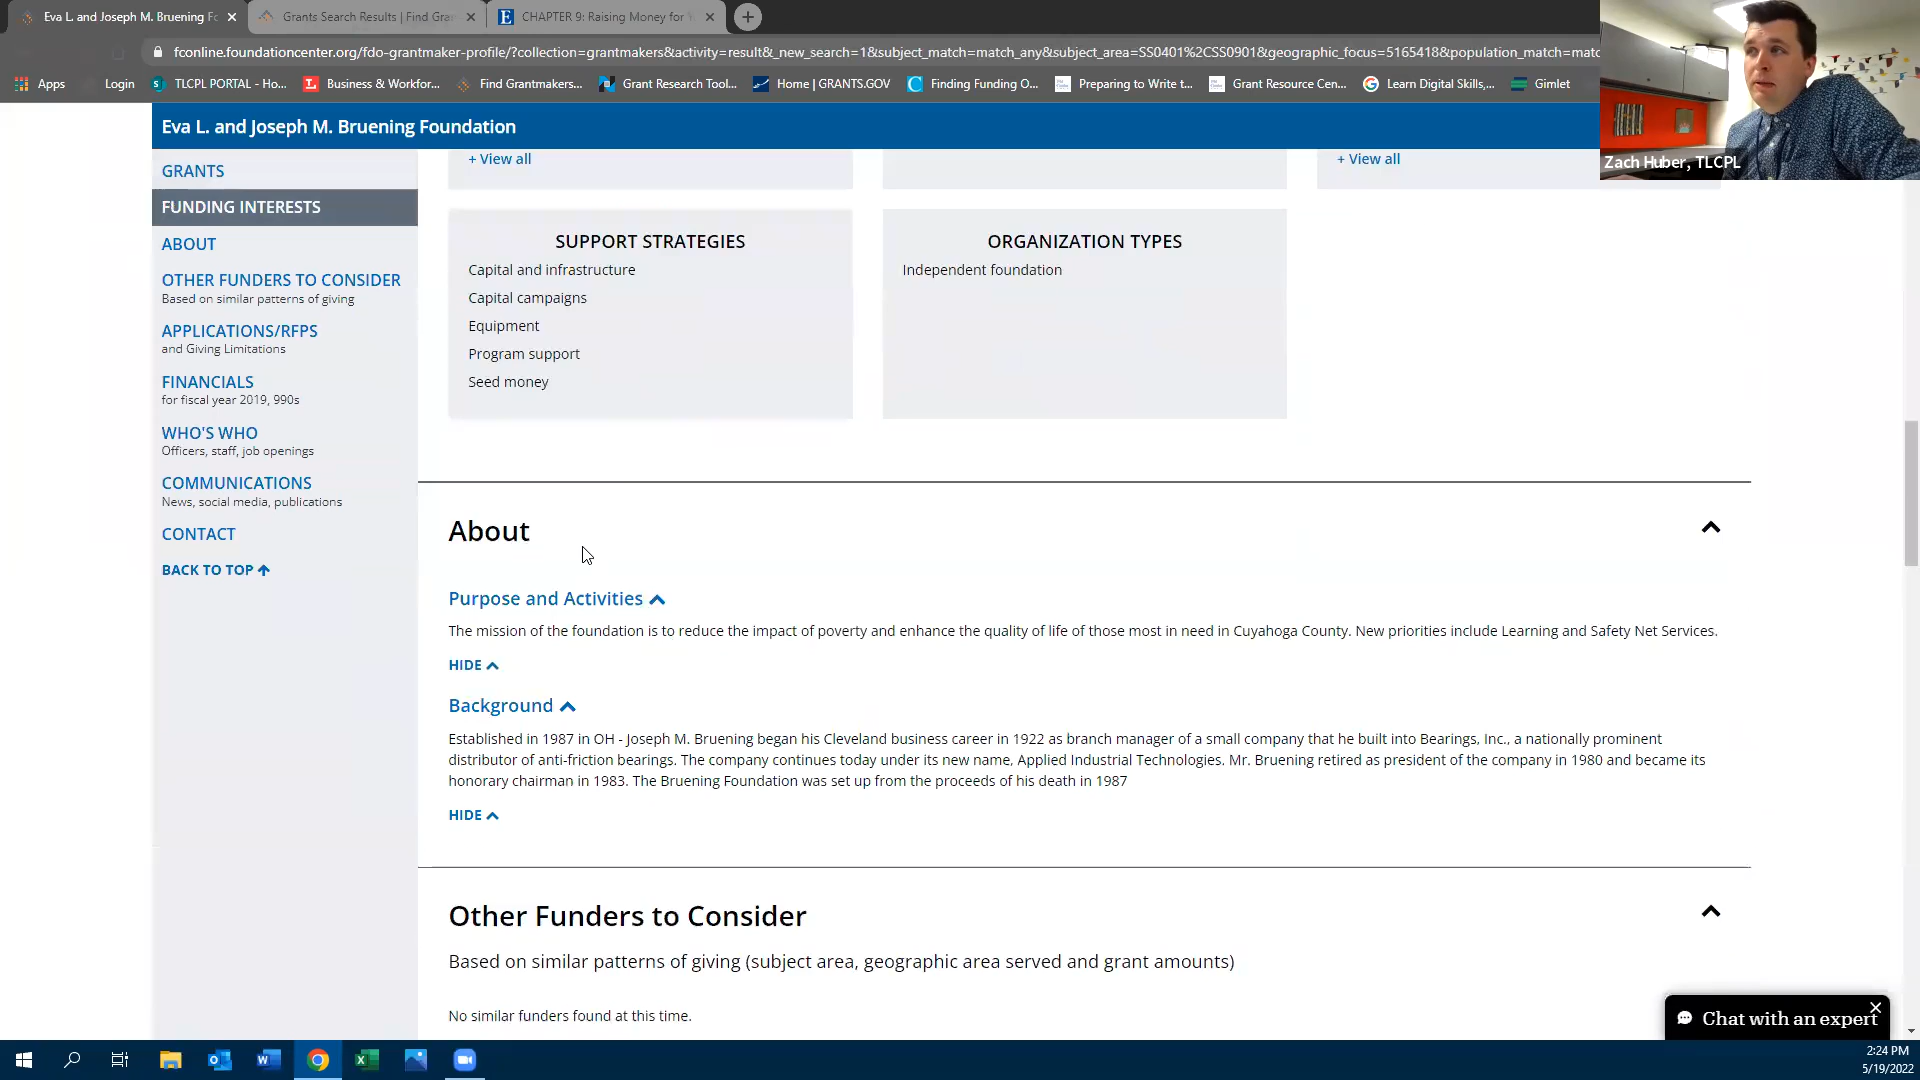 Eva L. and Joseph M. Bruening Fo
Grants Search Results | Find Gran
CHAPTER 9: Raising Money for Y
fconline.foundationcenter.org/fdo-grantmaker-profile/?collection=grantmakers&activity=result&_new_search=1&subject_match=match_any&subject_area=SS0401%2CSS0901&geographic_focus=5165418&population_match=matc
Apps
Login
TLCPL PORTAL - Ho...
Business & Workfor...
Find Grantmakers...
Grant Research Tool...
Home | GRANTS.GOV
Finding Funding O...
Preparing to Write t...
Grant Resource Cen...
Learn Digital Skills,...
Gimlet
Zach Huber, TLCPL
Eva L. and Joseph M. Bruening Foundation
GRANTS
FUNDING INTERESTS
ABOUT
OTHER FUNDERS TO CONSIDER
Based on similar patterns of giving
APPLICATIONS/RFPS
and Giving Limitations
FINANCIALS
for fiscal year 2019, 990s
WHO'S WHO
Officers, staff, job openings
COMMUNICATIONS
News, social media, publications
CONTACT
BACK TO TOP
+ View all
+ View all
SUPPORT STRATEGIES
Capital and infrastructure
Capital campaigns
Equipment
Program support
Seed money
ORGANIZATION TYPES
Independent foundation
About
Purpose and Activities
The mission of the foundation is to reduce the impact of poverty and enhance the quality of life of those most in need in Cuyahoga County. New priorities include Learning and Safety Net Services.
HIDE
Background
Established in 1987 in OH - Joseph M. Bruening began his Cleveland business career in 1922 as branch manager of a small company that he built into Bearings, Inc., a nationally prominent
distributor of anti-friction bearings. The company continues today under its new name, Applied Industrial Technologies. Mr. Bruening retired as president of the company in 1980 and became its
honorary chairman in 1983. The Bruening Foundation was set up from the proceeds of his death in 1987
HIDE
Other Funders to Consider
Based on similar patterns of giving (subject area, geographic area served and grant amounts)
No similar funders found at this time.
Chat with an expert
2:24 PM
5/19/2022